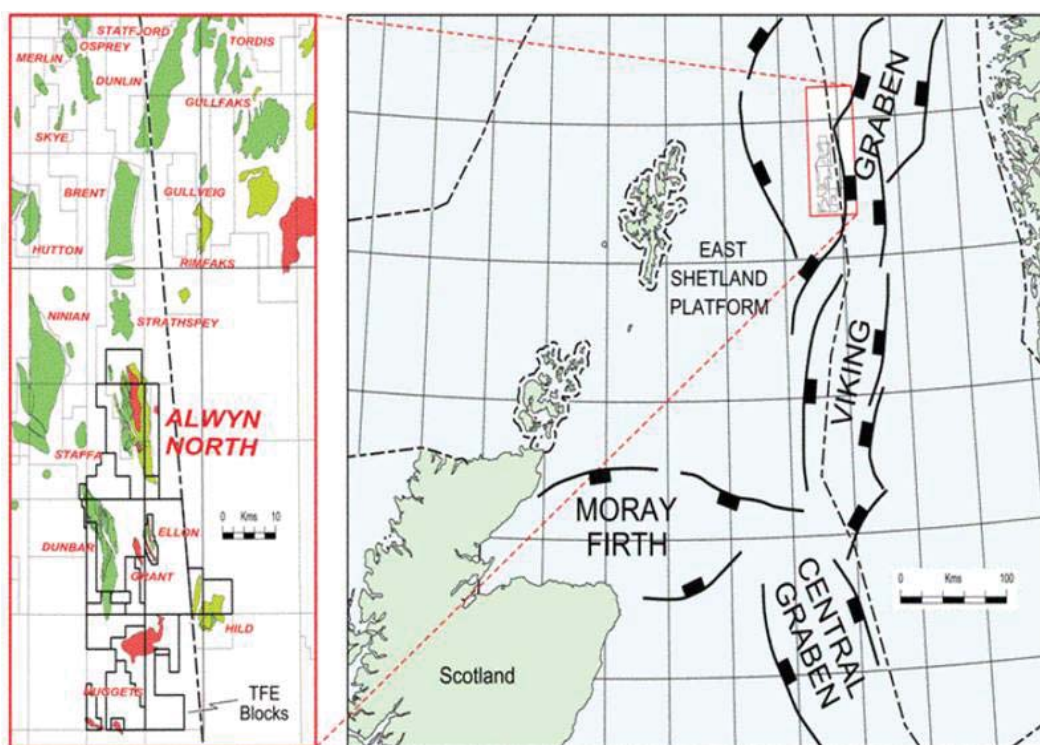 STATFJORD
OSPREY
MERLIN
TORDIS
DUNLIN
GULLFAKS
SKYE
BRENT
GULLVEIG
HUTTON
RIMFAKS
NINIAN
STRATHSPEY
ALWYN
NORTH
STAFFA
0 Kms 10
DUNBAR
ELLON
GRANT
HILD
NUGGETS
TFE
Blocks
GRABEN
EAST
SHETLAND
PLATFORM
VIKING
MORAY
FIRTH
CENTRAL
GRABEN
0 Kms 100
Scotland